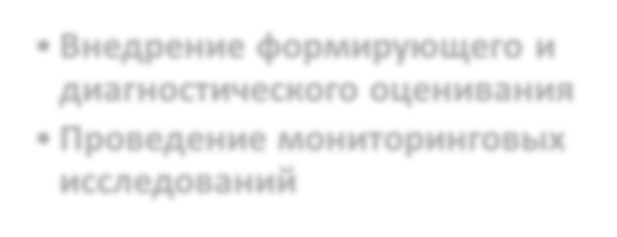 • Внедрение формирующего и
диагностического оценивания
• Проведение мониторинговых
исследований